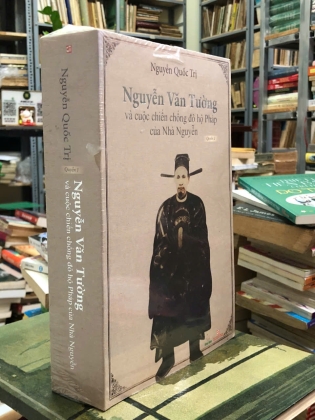 Nguyễn Quốc Trị
Nguyễn Văn Tường
và cuộc chiến chống đô hộ Pháp
của Nhà Nguyễn
Nguyễn Quốc Trị
Nguyễn Văn Tường
và cuộc chiến chống đô hộ Pháp của Nhà Nguyễn